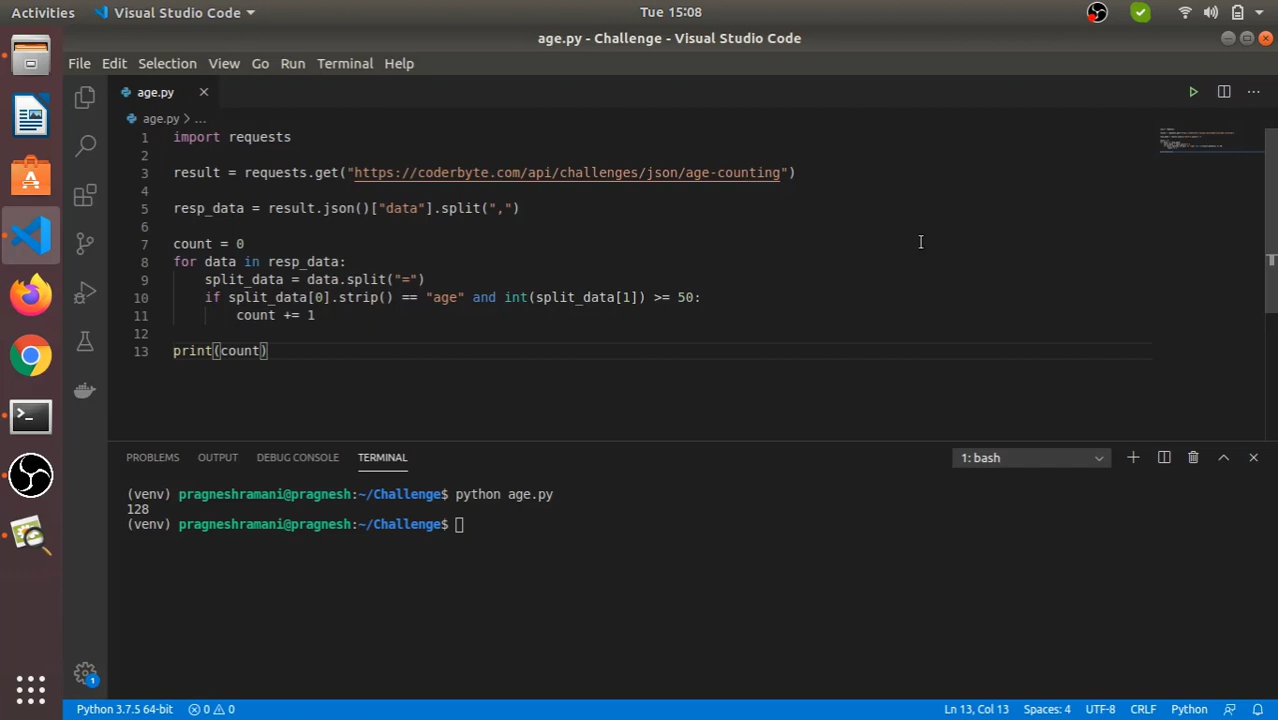 Activities Visual Studio Code Tue 15:08
age.py - Challenge - Visual Studio Code
File Edit Selection View Go Run Terminal Help
age.py
age.py > ...
1 import requests
2
3 result = requests.get("https://coderbyte.com/api/challenges/json/age-counting")
4
5 resp_data = result.json()["data"].split(",")
6
7 count = 0
8 for data in resp_data:
9     split_data = data.split("=")
10     if split_data[0].strip() == "age" and int(split_data[1]) >= 50:
11         count += 1
12
13 print(count)
PROBLEMS OUTPUT DEBUG CONSOLE TERMINAL 1: bash
(venv) pragneshramani@pragnesh:~/Challenge$ python age.py
128
(venv) pragneshramani@pragnesh:~/Challenge$
1
Python 3.7.5 64-bit 0 0 Ln 13, Col 13 Spaces: 4 UTF-8 CRLF Python